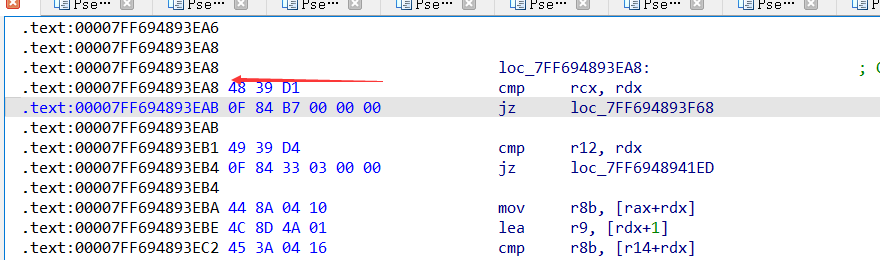 Pse… Pse… Pse… Pse… Pse… Pse…
.text:00007FF694893EA6
.text:00007FF694893EA8
.text:00007FF694893EA8 loc_7FF694893EA8: ;
.text:00007FF694893EA8 48 39 D1 cmp rcx, rdx
.text:00007FF694893EAB 0F 84 B7 00 00 00 jz loc_7FF694893F68
.text:00007FF694893EAB
.text:00007FF694893EB1 49 39 D4 cmp r12, rdx
.text:00007FF694893EB4 0F 84 33 03 00 00 jz loc_7FF6948941ED
.text:00007FF694893EB4
.text:00007FF694893EBA 44 8A 04 10 mov r8b, [rax+rdx]
.text:00007FF694893EBE 4C 8D 4A 01 lea r9, [rdx+1]
.text:00007FF694893EC2 45 3A 04 16 cmp r8b, [r14+rdx]